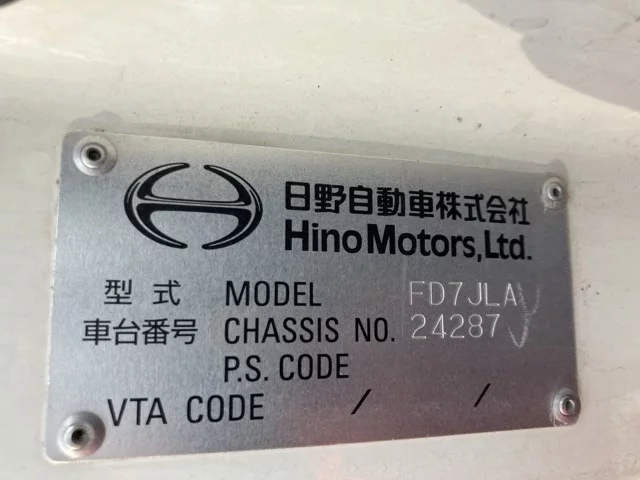 日野自動車株式会社
Hino Motors, Ltd.
型式 MODEL FD7JLA
車台番号 CHASSIS NO. 24287
P.S. CODE
VTA CODE / /